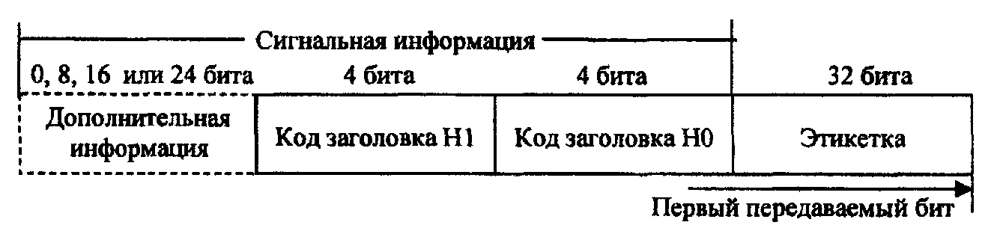 Сигнальная информация
0, 8, 16 или 24 бита 4 бита 4 бита 32 бита
Дополнительная
информация
Код заголовка H1
Код заголовка H0
Этикетка
Первый передаваемый бит